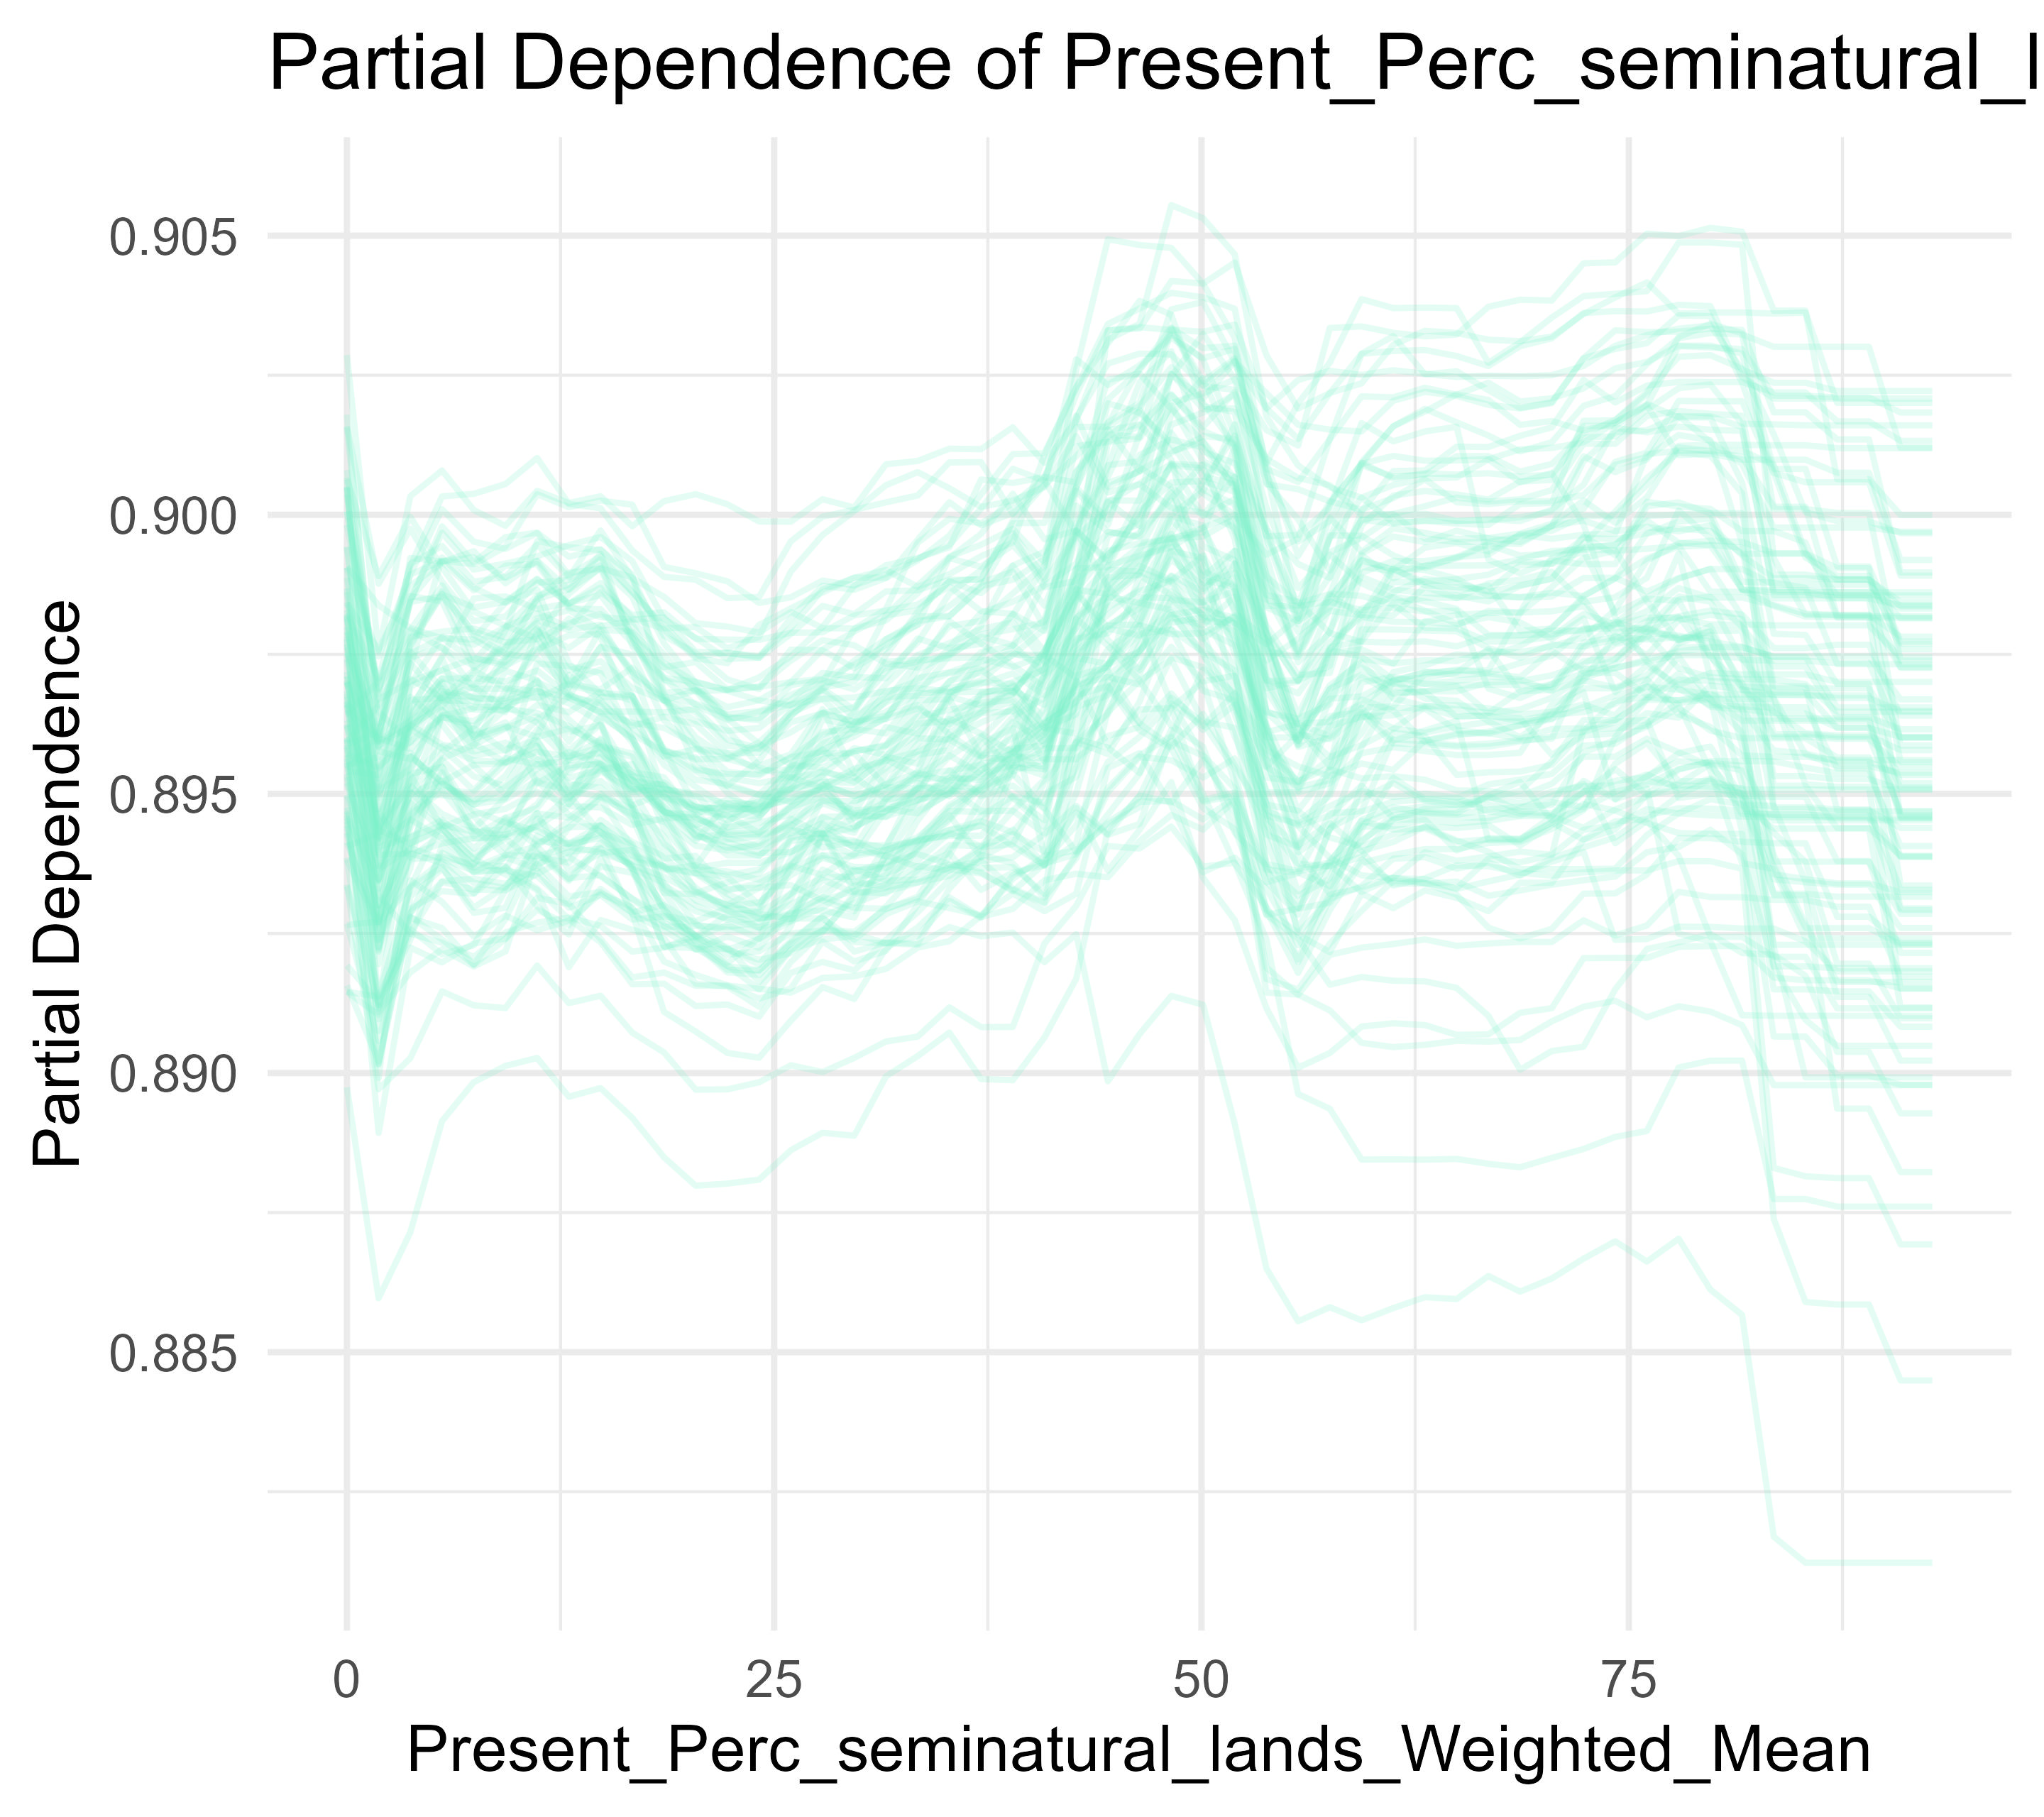 Partial Dependence of Present_Perc_seminatural_l
0.905
0.900
0.895
0.890
0.885
Partial Dependence
0 25 50 75
Present_Perc_seminatural_lands_Weighted_Mean